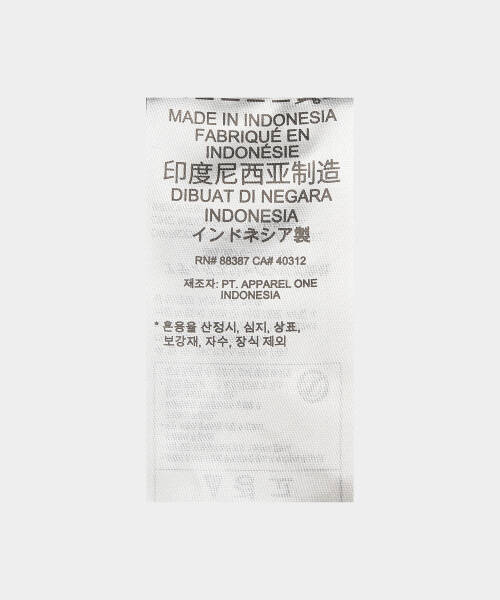 MADE IN INDONESIA
FABRIQUÉ EN
INDONÉSIE
印度尼西亚制造
DIBUAT DI NEGARA
INDONESIA
インドネシア製
RN# 88387 CA# 40312
제조자: PT. APPAREL ONE
INDONESIA
* 혼용율 산정시, 심지, 상표,
보강재, 자수, 장식 제외